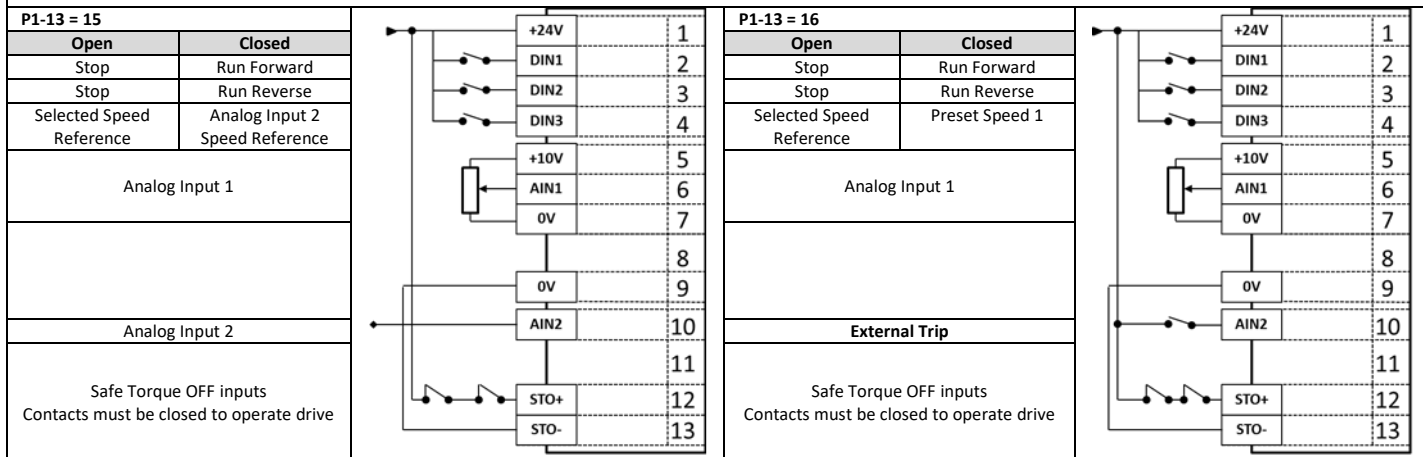 P1-13 = 15
Open Closed
Stop Run Forward
Stop Run Reverse
Selected Speed Analog Input 2
Reference Speed Reference
Analog Input 1
Analog Input 2
Safe Torque OFF inputs
Contacts must be closed to operate drive
+24V 1
DIN1 2
DIN2 3
DIN3 4
+10V 5
AIN1 6
0V 7
8
0V 9
AIN2 10
11
STO+ 12
STO- 13
P1-13 = 16
Open Closed
Stop Run Forward
Stop Run Reverse
Selected Speed Preset Speed 1
Reference
Analog Input 1
External Trip
Safe Torque OFF inputs
Contacts must be closed to operate drive
+24V 1
DIN1 2
DIN2 3
DIN3 4
+10V 5
AIN1 6
0V 7
8
0V 9
AIN2 10
11
STO+ 12
STO- 13